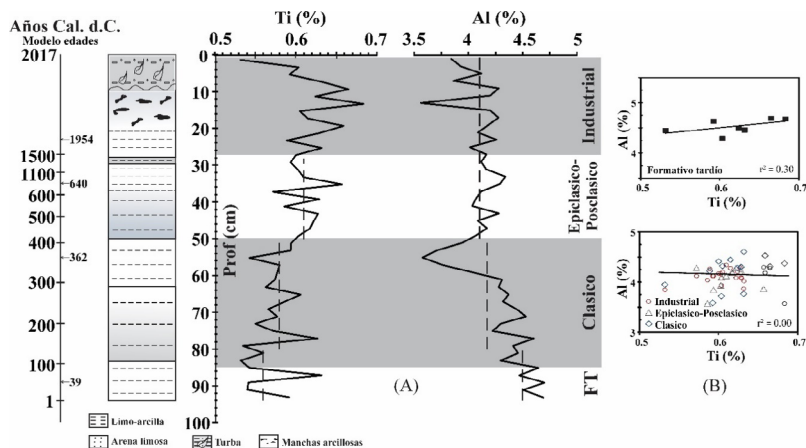 Años Cal. d.C.
Modelo edades
2017
1954
1500
1100
640
600
500
400
362
300
200
100
39
1
Limo-arcilla
Arena limosa
Turba
Manchas arcillosas
Ti (%)
0.5 0.6 0.7
Al (%)
3.5 4 4.5 5
Prof (cm)
0
10
20
30
40
50
60
70
80
90
100
Industrial
Epiclasico-Posclasico
Clasico
FT
(A)
Al (%)
5
4.5
4
Formativo tardío
r² = 0.30
0.5 0.6 0.7
Ti (%)
Al (%)
5
4
3
Industrial
Epiclasico-Posclasico
Clasico
r² = 0.00
0.5 0.6 0.7
Ti (%)
(B)